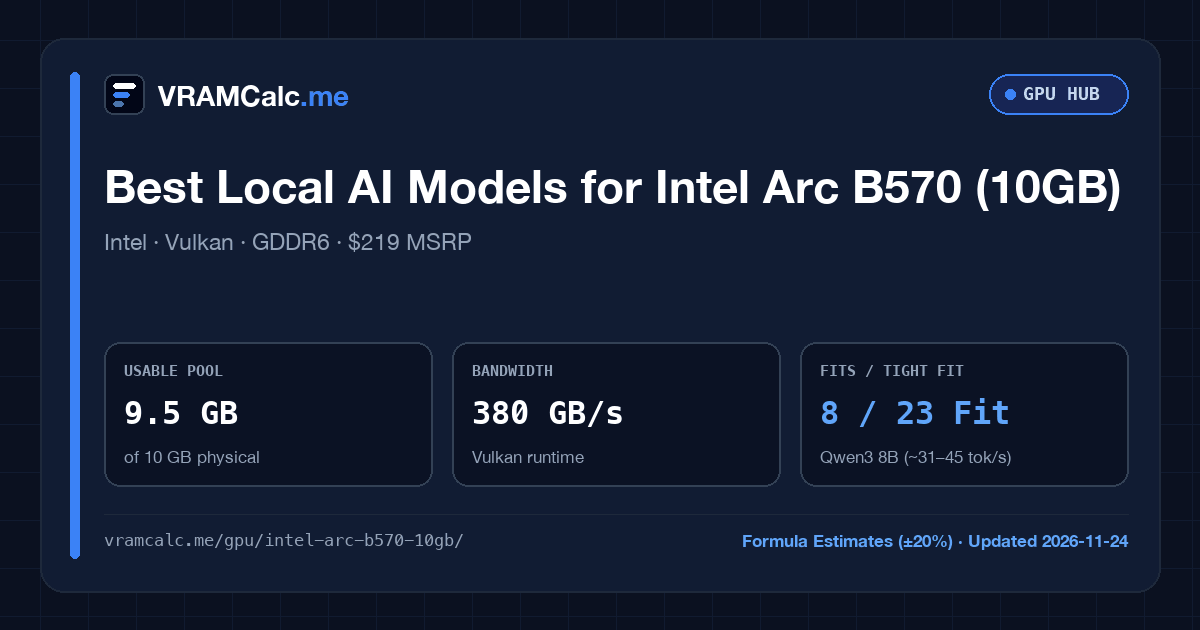 VRAMCalc.me
GPU HUB
Best Local AI Models for Intel Arc B570 (10GB)
Intel · Vulkan · GDDR6 · $219 MSRP
USABLE POOL
9.5 GB
of 10 GB physical
BANDWIDTH
380 GB/s
Vulkan runtime
FITS / TIGHT FIT
8 / 23 Fit
Qwen3 8B (~31–45 tok/s)
vramcalc.me/gpu/intel-arc-b570-10gb/
Formula Estimates (±20%) · Updated 2026-11-24